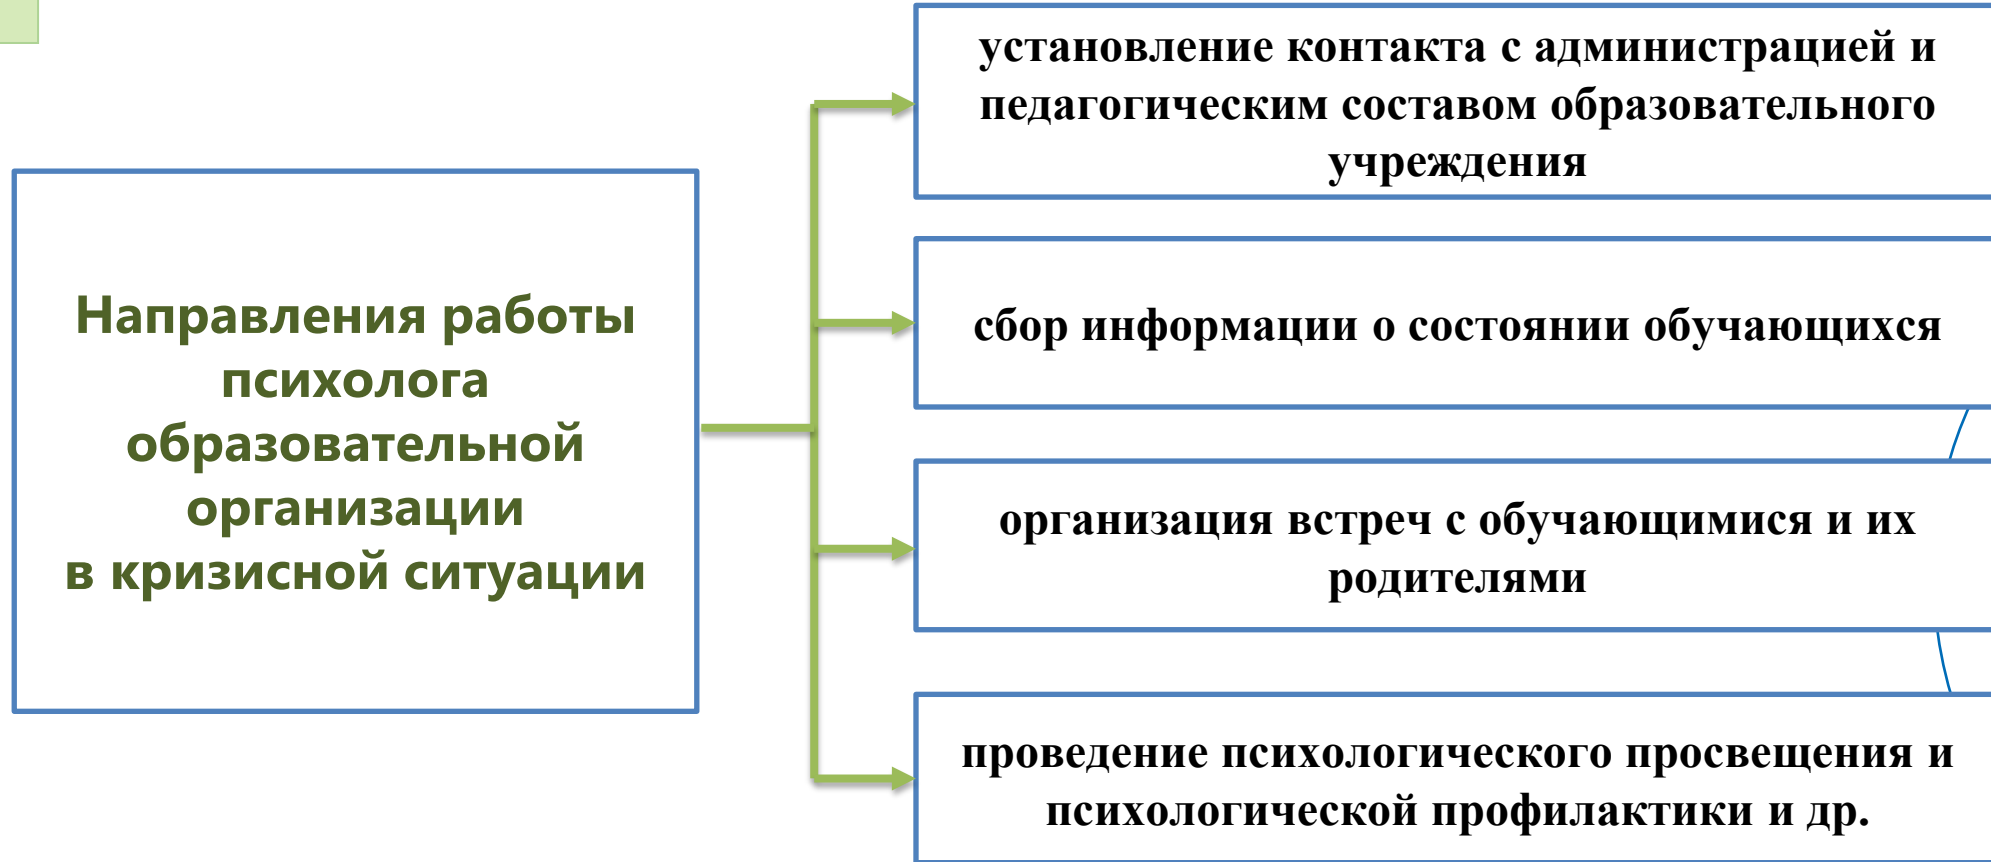 Направления работы
психолога
образовательной
организации
в кризисной ситуации
установление контакта с администрацией и
педагогическим составом образовательного
учреждения
сбор информации о состоянии обучающихся
организация встреч с обучающимися и их
родителями
проведение психологического просвещения и
психологической профилактики и др.